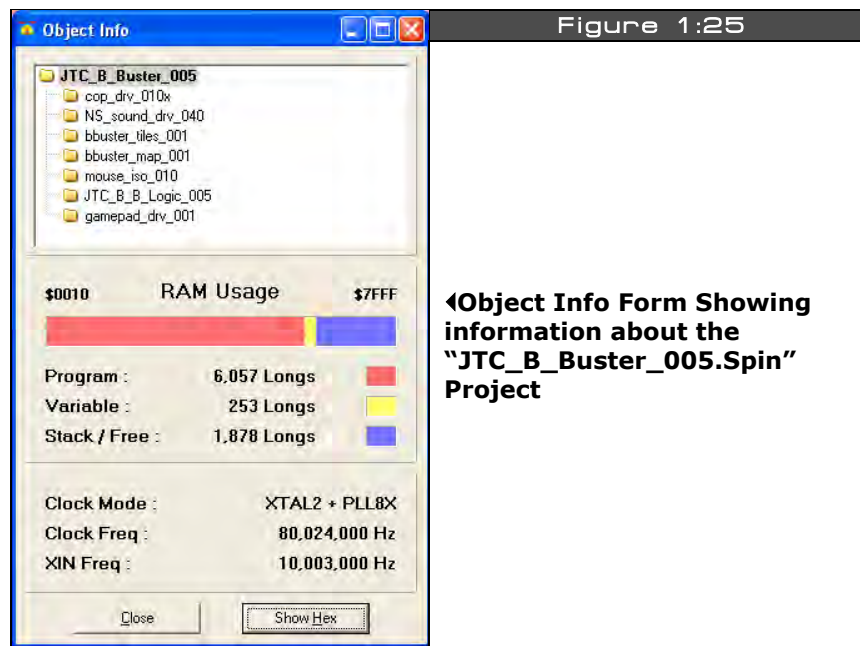 Object Info
Figure 1:25
JTC_B_Buster_005
cop_drv_010x
NS_sound_drv_040
bbuster_tiles_001
bbuster_map_001
mouse_iso_010
JTC_B_B_Logic_005
gamepad_drv_001
$0010 RAM Usage $7FFF
Program : 6,057 Longs
Variable : 253 Longs
Stack / Free : 1,878 Longs
Clock Mode : XTAL2 + PLL8X
Clock Freq : 80,024,000 Hz
XIN Freq : 10,003,000 Hz
Close Show Hex
Object Info Form Showing
information about the
“JTC_B_Buster_005.Spin”
Project